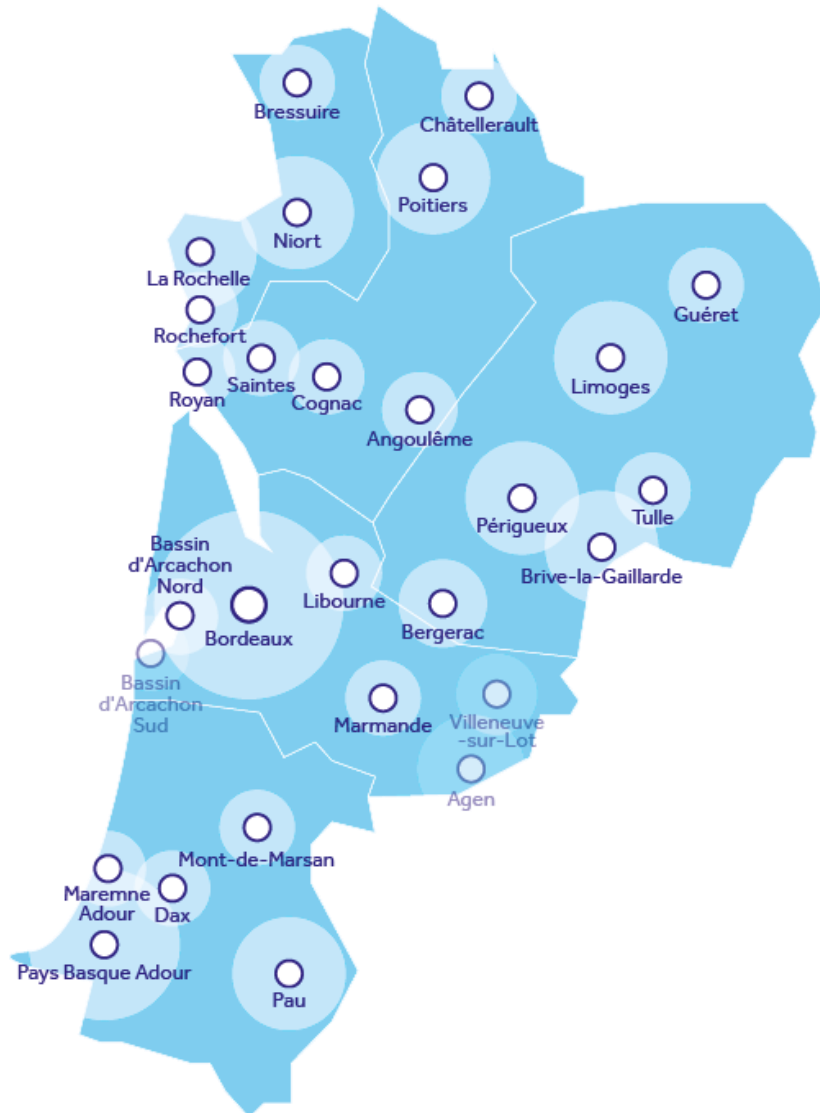 Bressuire
Châtellerault
Poitiers
Niort
La Rochelle
Guéret
Rochefort
Saintes
Limoges
Royan
Cognac
Angoulême
Périgueux
Tulle
Bassin
d'Arcachon
Nord
Brive-la-Gaillarde
Libourne
Bergerac
Bordeaux
Bassin
d'Arcachon
Sud
Marmande
Villeneuve
-sur-Lot
Agen
Mont-de-Marsan
Maremne
Adour
Dax
Pays Basque Adour
Pau